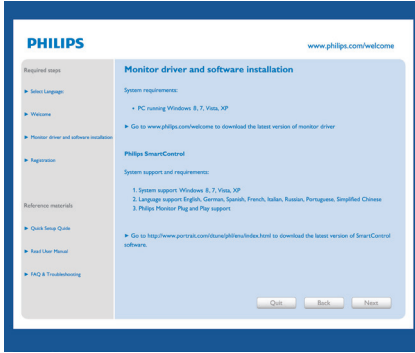 PHILIPS
www.philips.com/welcome
Required steps
▶ Select Language:
▶ Welcome
▶ Monitor driver and software installation
▶ Registration
Reference materials
▶ Quick Setup Guide
▶ Read User Manual
▶ FAQ & Troubleshooting
Monitor driver and software installation
System requirements:
• PC running Windows 8, 7, Vista, XP
▶ Go to www.philips.com/welcome to download the latest version of monitor driver
Philips SmartControl
System support and requirements:
1. System support Windows 8, 7, Vista, XP
2. Language support English, German, Spanish, French, Italian, Russian, Portuguese, Simplified Chinese
3. Philips Monitor Plug and Play support
▶ Go to http://www.portrait.com/dtune/phil/enu/index.html to download the latest version of SmartControl
software.
Quit
Back
Next